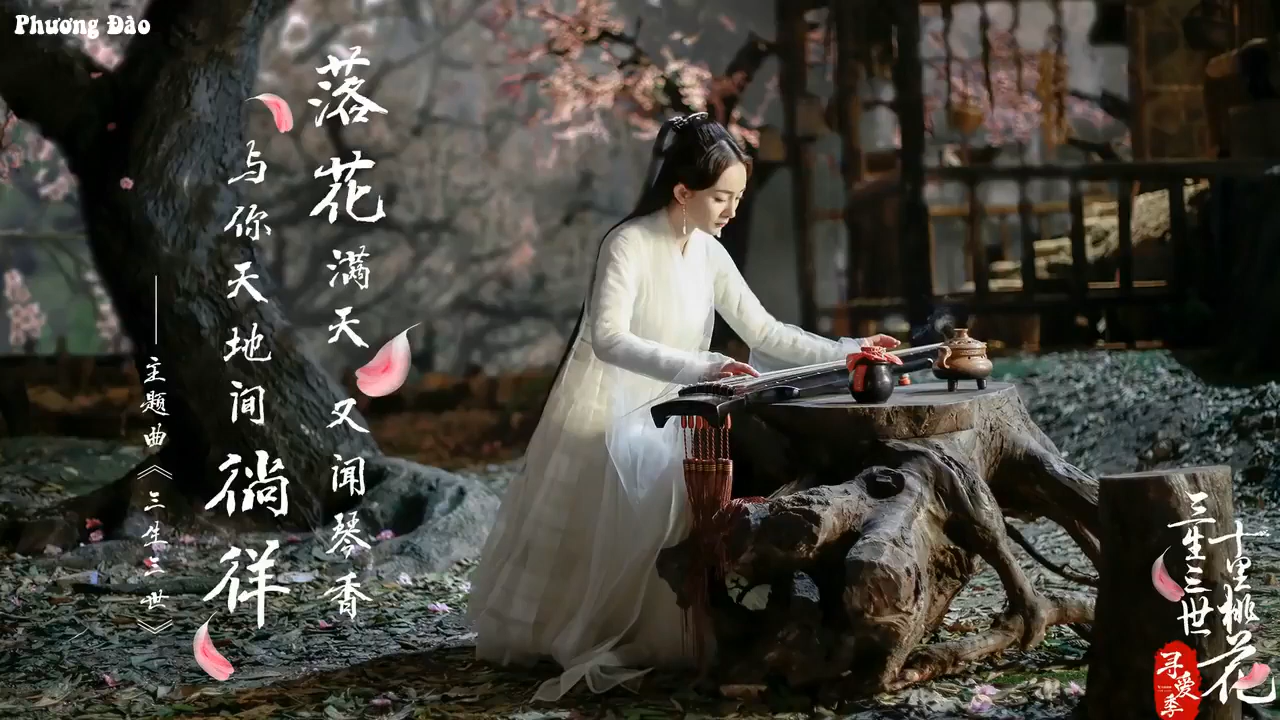 Phương Đào
落花满天又闻琴香
与你天地间徜徉
——主题曲《三生三世》
三生三世
十里桃花
寻爱季